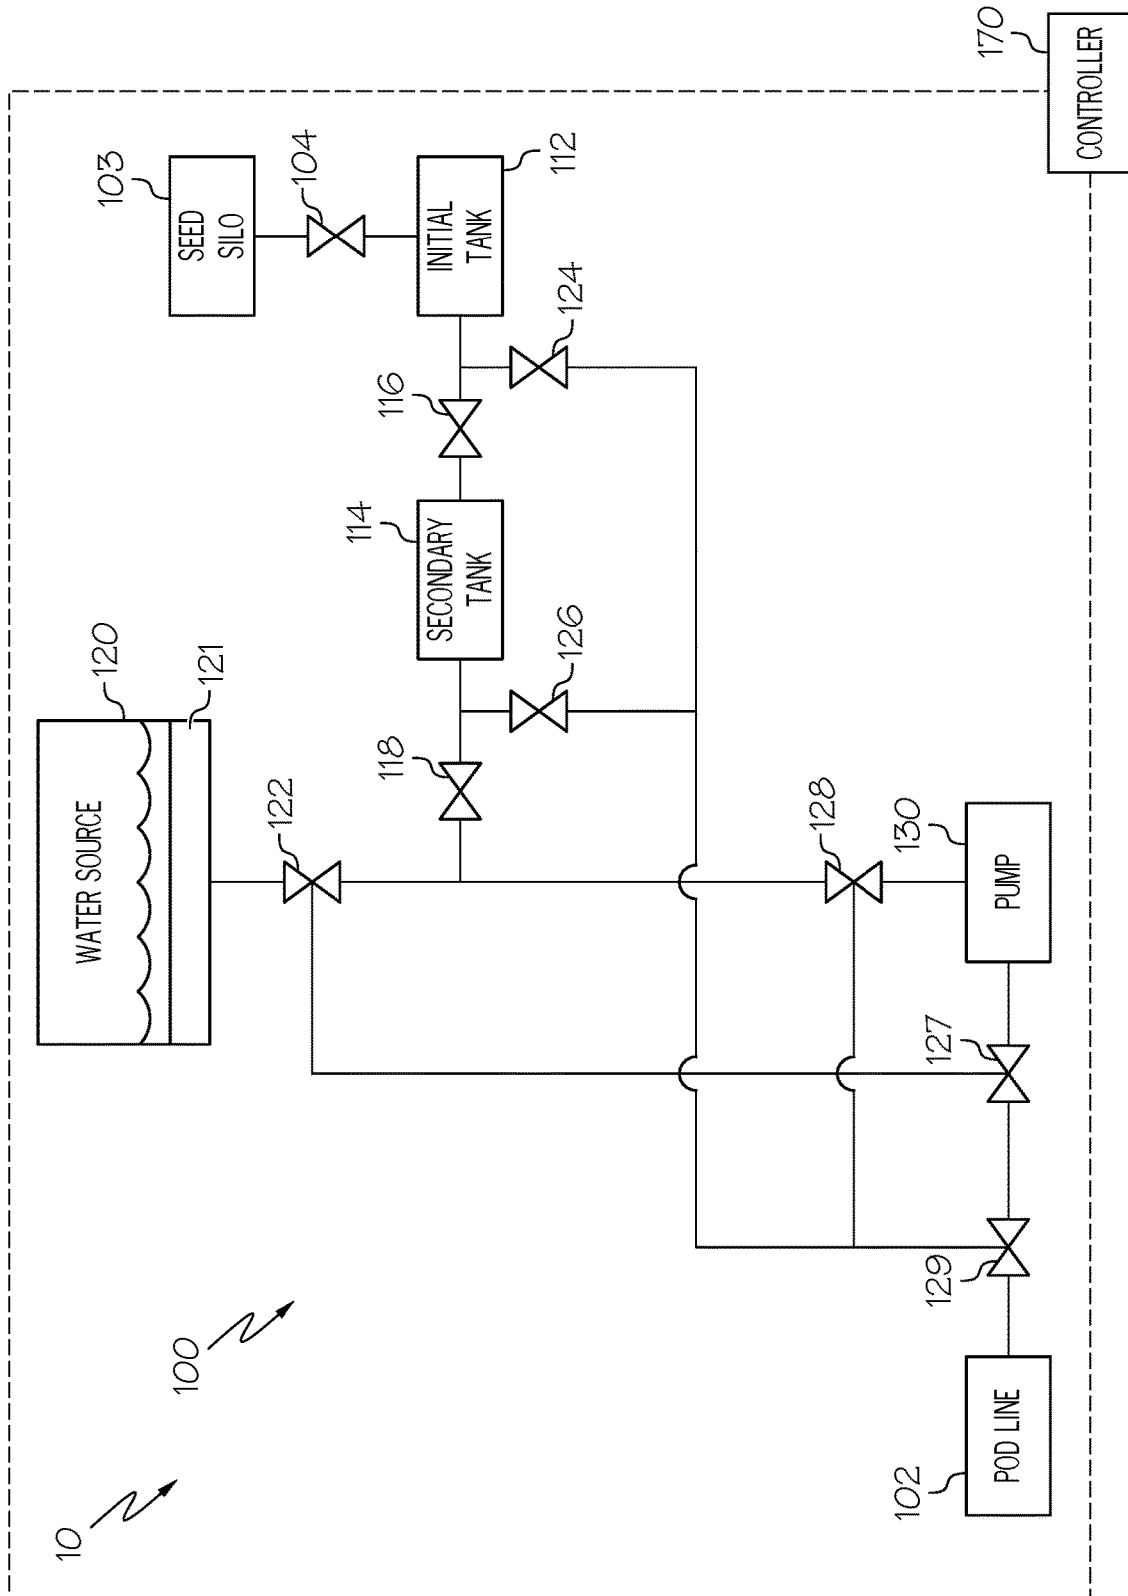 10
WATER SOURCE
120
103
100
SEED
SILO
121
122
104
114
118
116
SECONDARY
TANK
INITIAL
TANK
126
124
112
128
102
129
127
130
POD LINE
PUMP
170
CONTROLLER